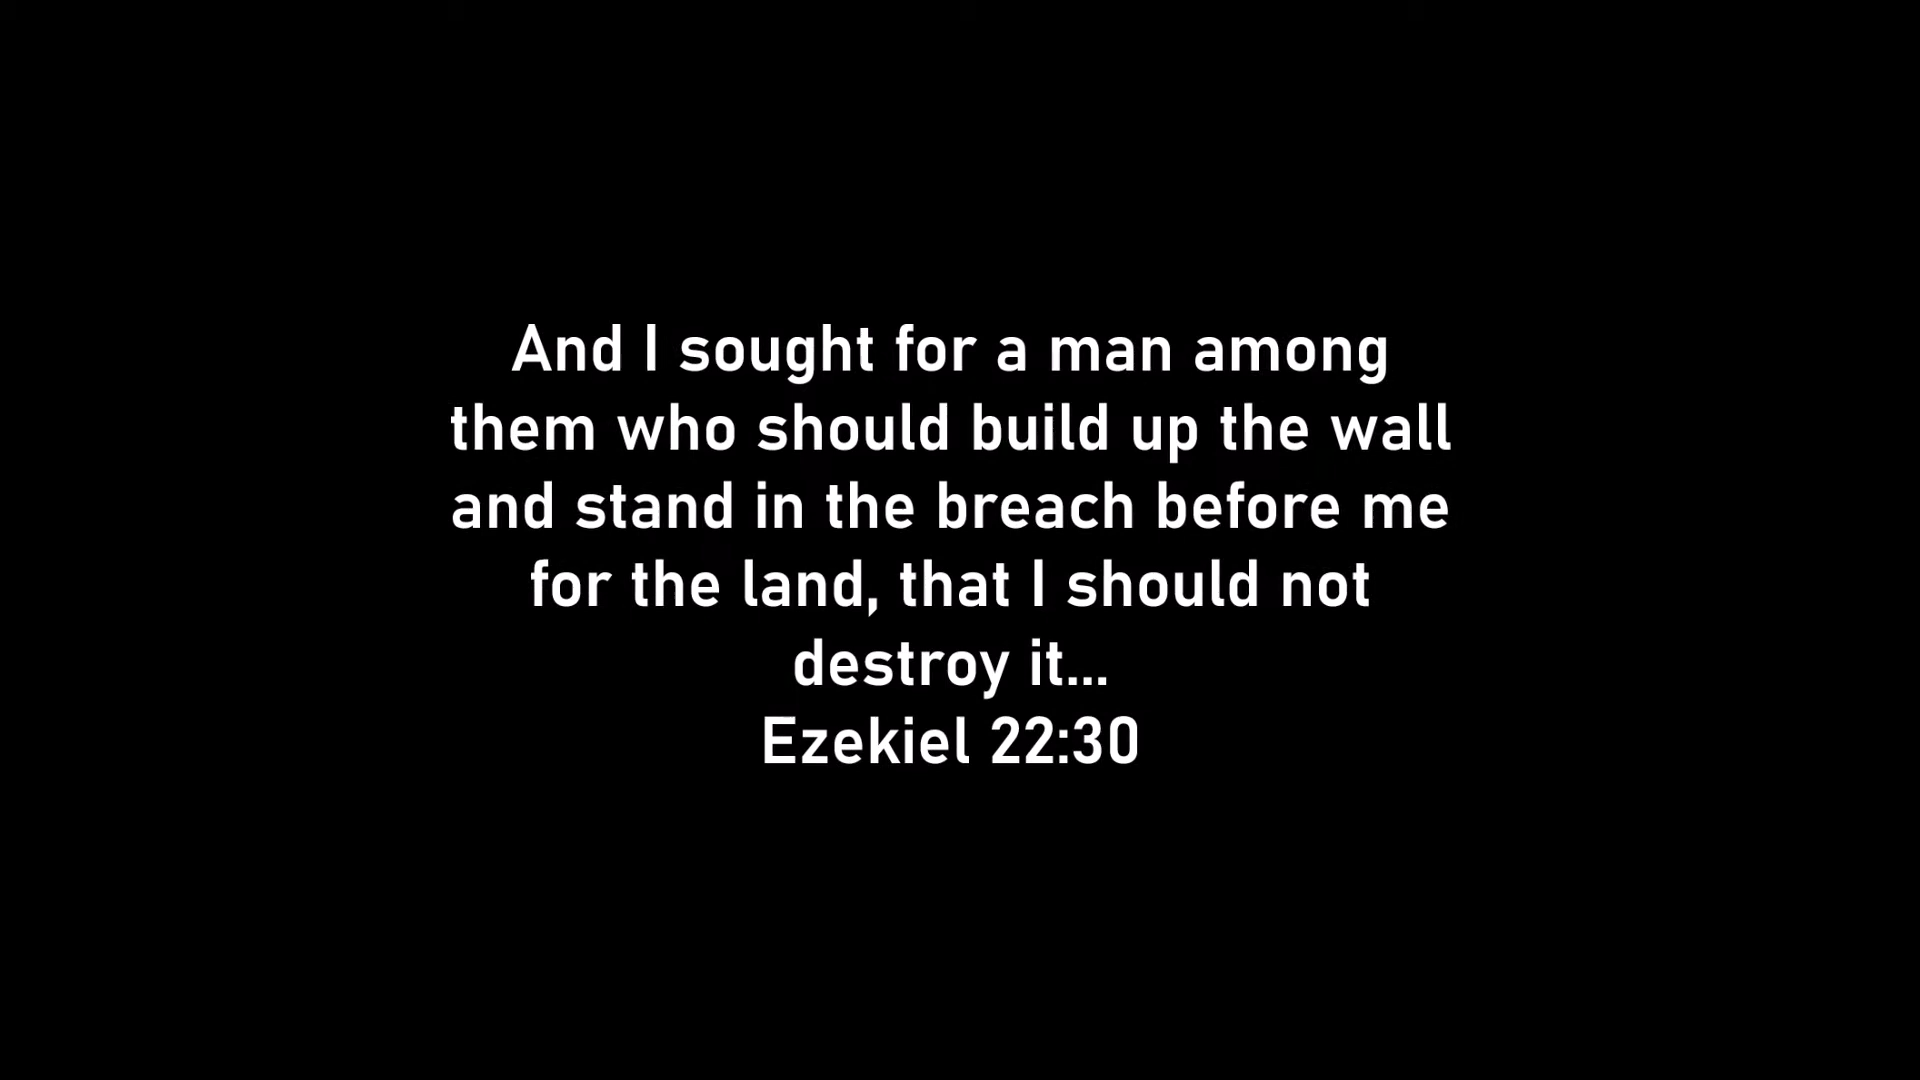 And I sought for a man among
them who should build up the wall
and stand in the breach before me
for the land, that I should not
destroy it...
Ezekiel 22:30